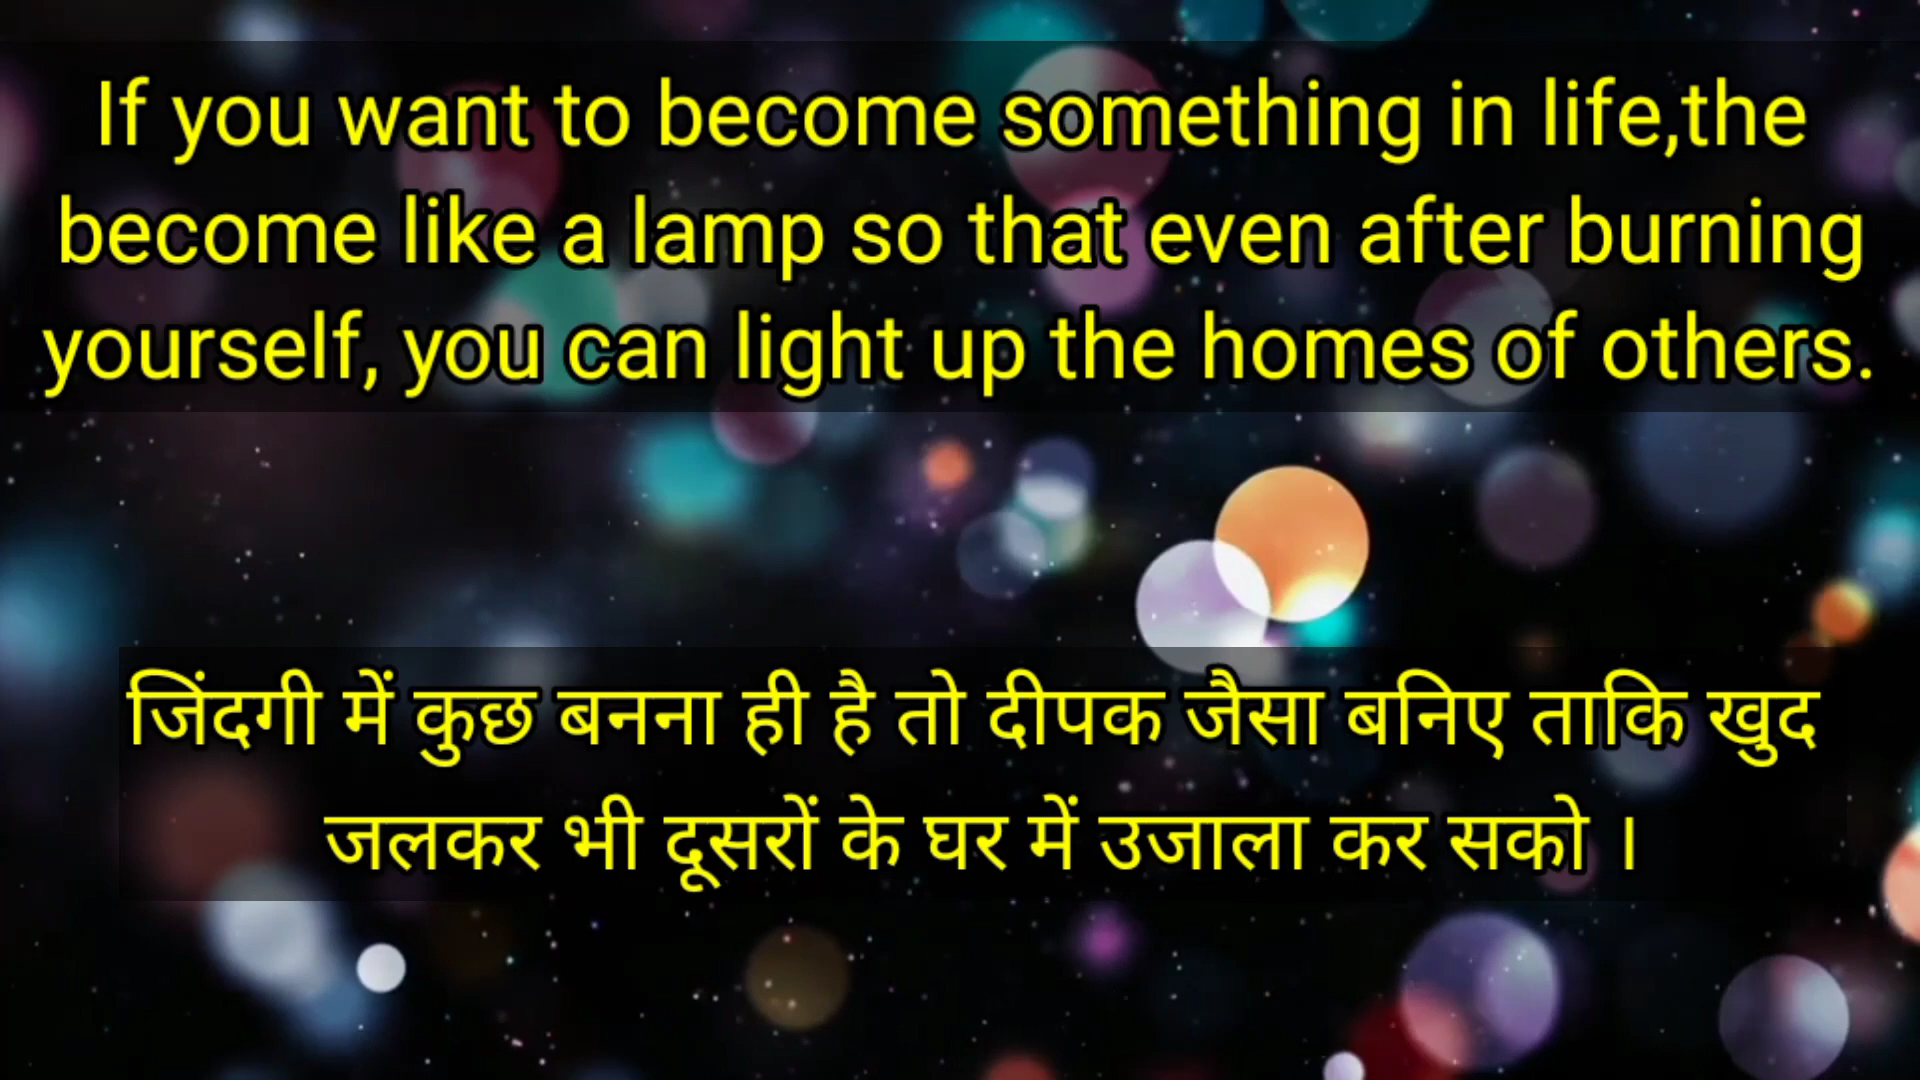 If you want to become something in life,the
become like a lamp so that even after burning
yourself, you can light up the homes of others.
जिंदगी में कुछ बनना ही है तो दीपक जैसा बनिए ताकि खुद
जलकर भी दूसरों के घर में उजाला कर सको ।